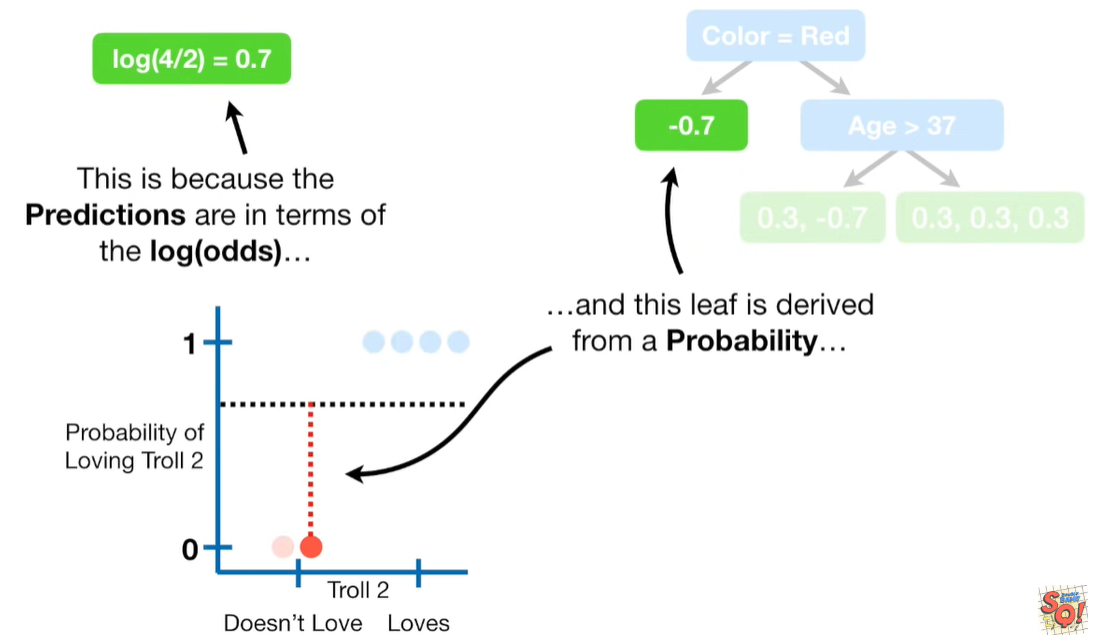 log(4/2) = 0.7
This is because the
Predictions are in terms of
the log(odds)…
Color = Red
-0.7
Age > 37
0.3, -0.7
0.3, 0.3, 0.3
…and this leaf is derived
from a Probability…
1
Probability of
Loving Troll 2
0
Troll 2
Doesn't Love
Loves